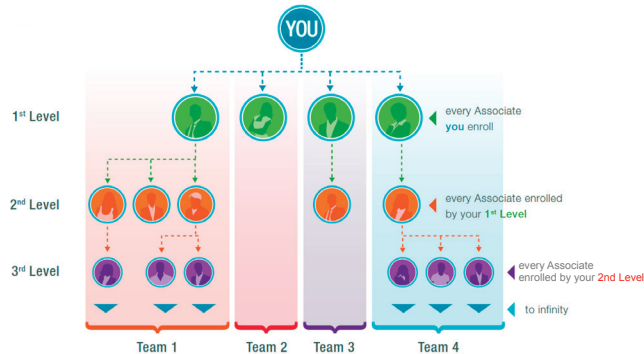 YOU
1st Level
every Associate
you enroll
2nd Level
every Associate enrolled
by your 1st Level
3rd Level
every Associate
enrolled by your 2nd Level
to infinity
Team 1
Team 2
Team 3
Team 4